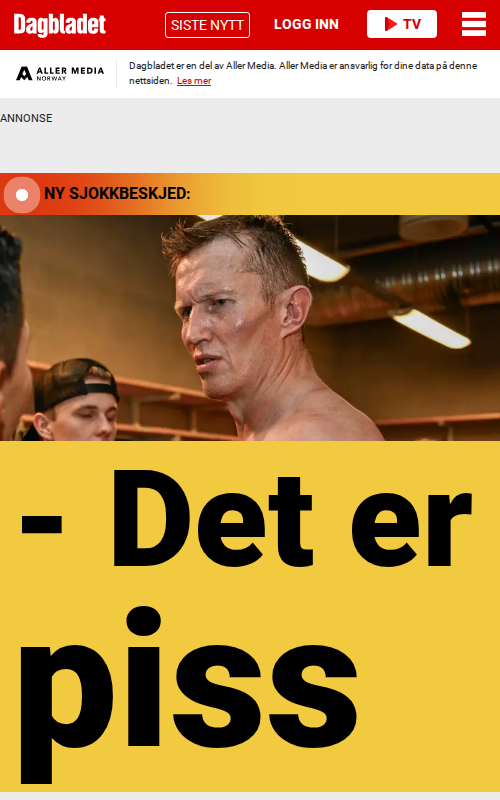 Dagbladet
SISTE NYTT
LOGG INN
TV
ALLER MEDIA
NORWAY
Dagbladet er en del av Aller Media. Aller Media er ansvarlig for dine data på denne
nettsiden. Les mer
ANNONSE
NY SJOKKBESKJED:
- Det er
piss